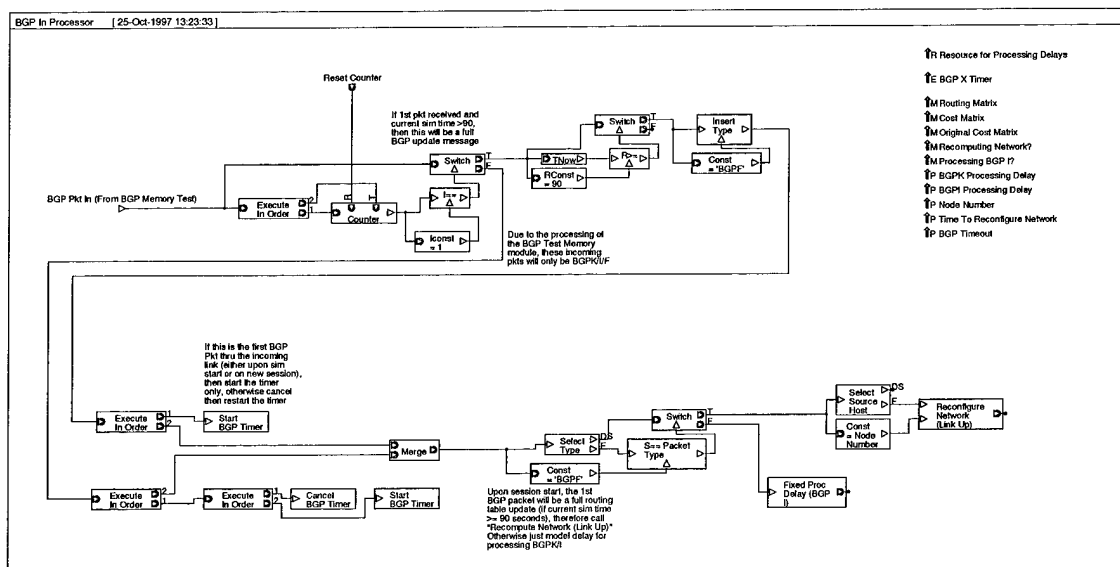 BGP In Processor [ 25-Oct-1997 13:23:33 ]
Reset Counter
If 1st pkt received and
current sim time >90,
then this will be a full
BGP update message
Switch
T
F
Switch
T
F
Insert
Type
TNow
R>=
RConst
= 90
Const
= 'BGPF'
BGP Pkt In (From BGP Memory Test)
Execute
In Order
2
1
R
T
Counter
I==
Iconst
= 1
Due to the processing of
the BGP Test Memory
module, these incoming
pkts will only be BGPK/I/F
R Resource for Processing Delays
E BGP X Timer
M Routing Matrix
M Cost Matrix
M Original Cost Matrix
M Recomputing Network?
M Processing BGP I?
P BGPK Processing Delay
P BGPI Processing Delay
P Node Number
P Time To Reconfigure Network
P BGP Timeout
If this is the first BGP
Pkt thru the incoming
link (either upon sim
start or on new session),
then start the timer
only, otherwise cancel
then restart the timer
Execute
In Order
1
2
Start
BGP Timer
Merge
Select
Type
DS
F
Const
= 'BGPF'
S== Packet
Type
Switch
T
F
Select
Source
Host
DS
F
Const
= Node
Number
Reconfigure
Network
(Link Up)
Fixed Proc
Delay (BGP
I)
Execute
In Order
2
1
Execute
In Order
1
2
Cancel
BGP Timer
Start
BGP Timer
Upon session start, the 1st
BGP packet will be a full routing
table update (if current sim time
>= 90 seconds), therefore call
"Recompute Network (Link Up)"
Otherwise just model delay for
processing BGPK/I